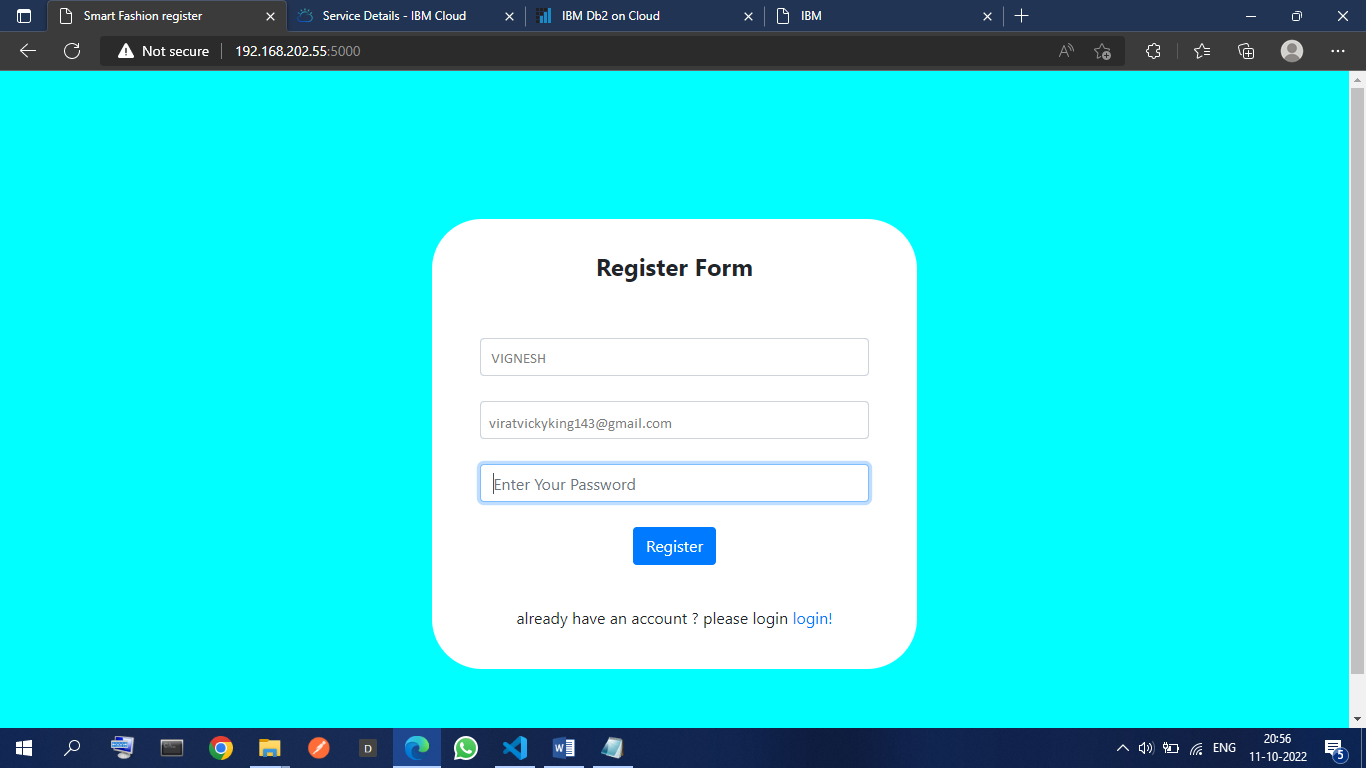 Smart Fashion register
Service Details - IBM Cloud
IBM Db2 on Cloud
IBM
Not secure
192.168.202.55:5000
Register Form
VIGNESH
viratvickyking143@gmail.com
Enter Your Password
Register
already have an account ? please login login!
D
ENG
20:56
11-10-2022
5